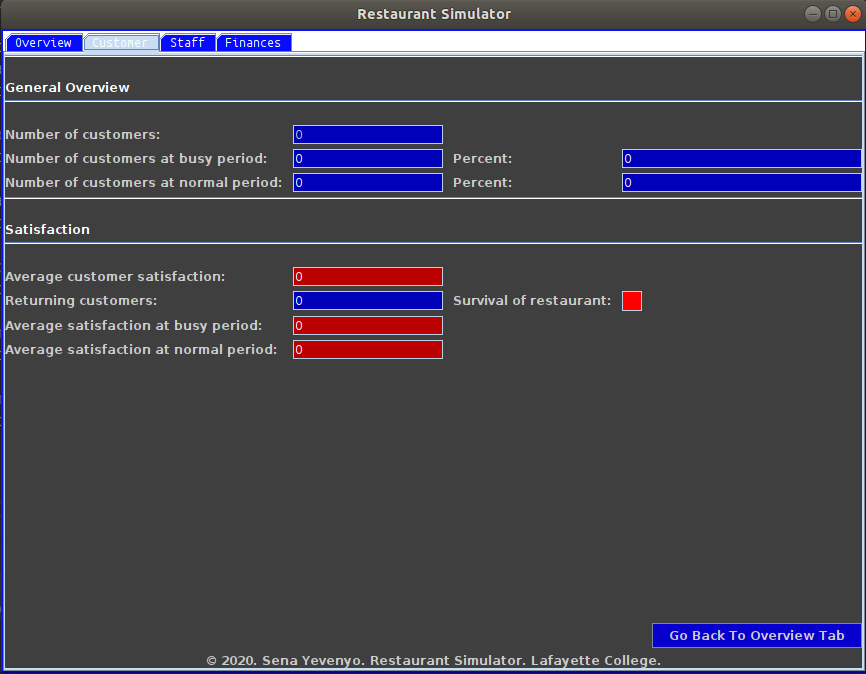 Restaurant Simulator
Overview Customer Staff Finances
General Overview
Number of customers: 0
Number of customers at busy period: 0 Percent: 0
Number of customers at normal period: 0 Percent: 0
Satisfaction
Average customer satisfaction: 0
Returning customers: 0 Survival of restaurant:
Average satisfaction at busy period: 0
Average satisfaction at normal period: 0
Go Back To Overview Tab
© 2020. Sena Yevenyo. Restaurant Simulator. Lafayette College.